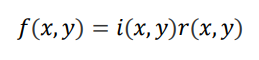 f(x, y) = i(x, y)r(x, y)